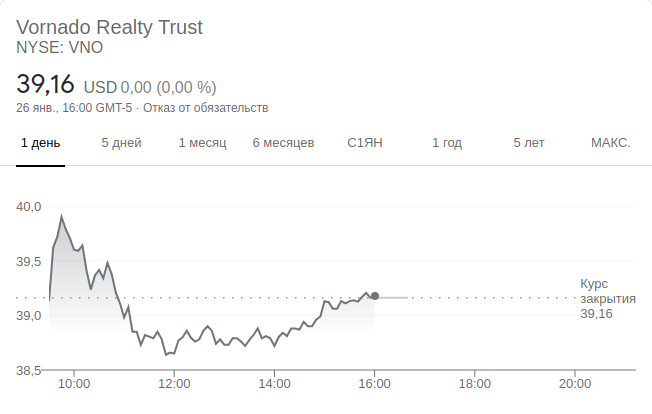 Vornado Realty Trust
NYSE: VNO
39,16 USD 0,00 (0,00 %)
26 янв., 16:00 GMT-5 · Отказ от обязательств
1 день 5 дней 1 месяц 6 месяцев С1ЯН 1 год 5 лет МАКС.
40,0
39,5
Курс
закрытия
39,16
39,0
38,5
10:00 12:00 14:00 16:00 18:00 20:00